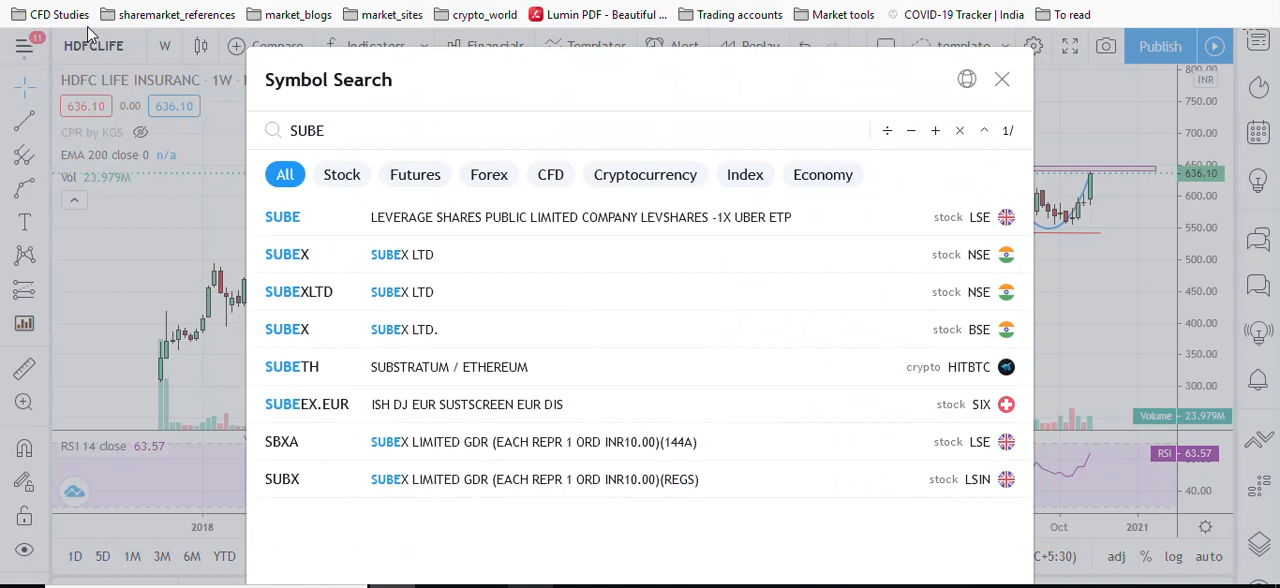 CFD Studies sharemarket_references market_blogs market_sites crypto_world Lumin PDF - Beautiful ... Trading accounts Market tools COVID-19 Tracker | India To read
11 HDFCLIFE W Compare Indicators Financials Templates Alert Replay template Publish
HDFC LIFE INSURANC · 1W
636.10 0.00 636.10
CPR by KGS
EMA 200 close 0 n/a
Vol 23.979M
Symbol Search
SUBE ÷ − + × 1/
All Stock Futures Forex CFD Cryptocurrency Index Economy
SUBE LEVERAGE SHARES PUBLIC LIMITED COMPANY LEVSHARES -1X UBER ETP stock LSE
SUBEX SUBEX LTD stock NSE
SUBEXLTD SUBEX LTD stock NSE
SUBEX SUBEX LTD. stock BSE
SUBETH SUBSTRATUM / ETHEREUM crypto HITBTC
SUBEEX.EUR ISH DJ EUR SUSTSCREEN EUR DIS stock SIX
SBXA SUBEX LIMITED GDR (EACH REPR 1 ORD INR10.00)(144A) stock LSE
SUBX SUBEX LIMITED GDR (EACH REPR 1 ORD INR10.00)(REGS) stock LSIN
800.00
INR
750.00
700.00
650.00
636.10
600.00
550.00
500.00
450.00
400.00
350.00
300.00
Volume 23.979M
RSI 14 close 63.57
RSI 63.57
40.00
2018 Oct 2021
1D 5D 1M 3M 6M YTD C+5:30) adj % log auto